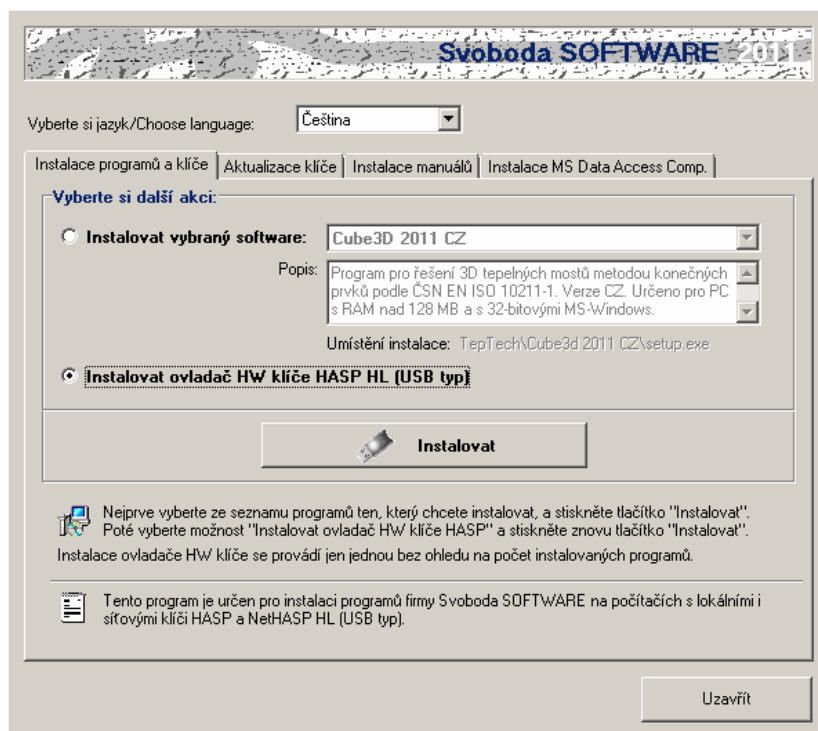 Svoboda SOFTWARE 2011
Vyberte si jazyk/Choose language:
Čeština
Instalace programů a klíče
Aktualizace klíče
Instalace manuálů
Instalace MS Data Access Comp.
Vyberte si další akci:
Instalovat vybraný software:
Cube3D 2011 CZ
Popis:
Program pro řešení 3D tepelných mostů metodou konečných
prvků podle ČSN EN ISO 10211-1. Verze CZ. Určeno pro PC
s RAM nad 128 MB a s 32-bitovými MS-Windows.
Umístění instalace: TepTech\Cube3d 2011 CZ\setup.exe
Instalovat ovladač HW klíče HASP HL (USB typ)
Instalovat
Nejprve vyberte ze seznamu programů ten, který chcete instalovat, a stiskněte tlačítko "Instalovat".
Poté vyberte možnost "Instalovat ovladač HW klíče HASP" a stiskněte znovu tlačítko "Instalovat".
Instalace ovladače HW klíče se provádí jen jednou bez ohledu na počet instalovaných programů.
Tento program je určen pro instalaci programů firmy Svoboda SOFTWARE na počítačích s lokálními i
síťovými klíči HASP a NetHASP HL (USB typ).
Uzavřít